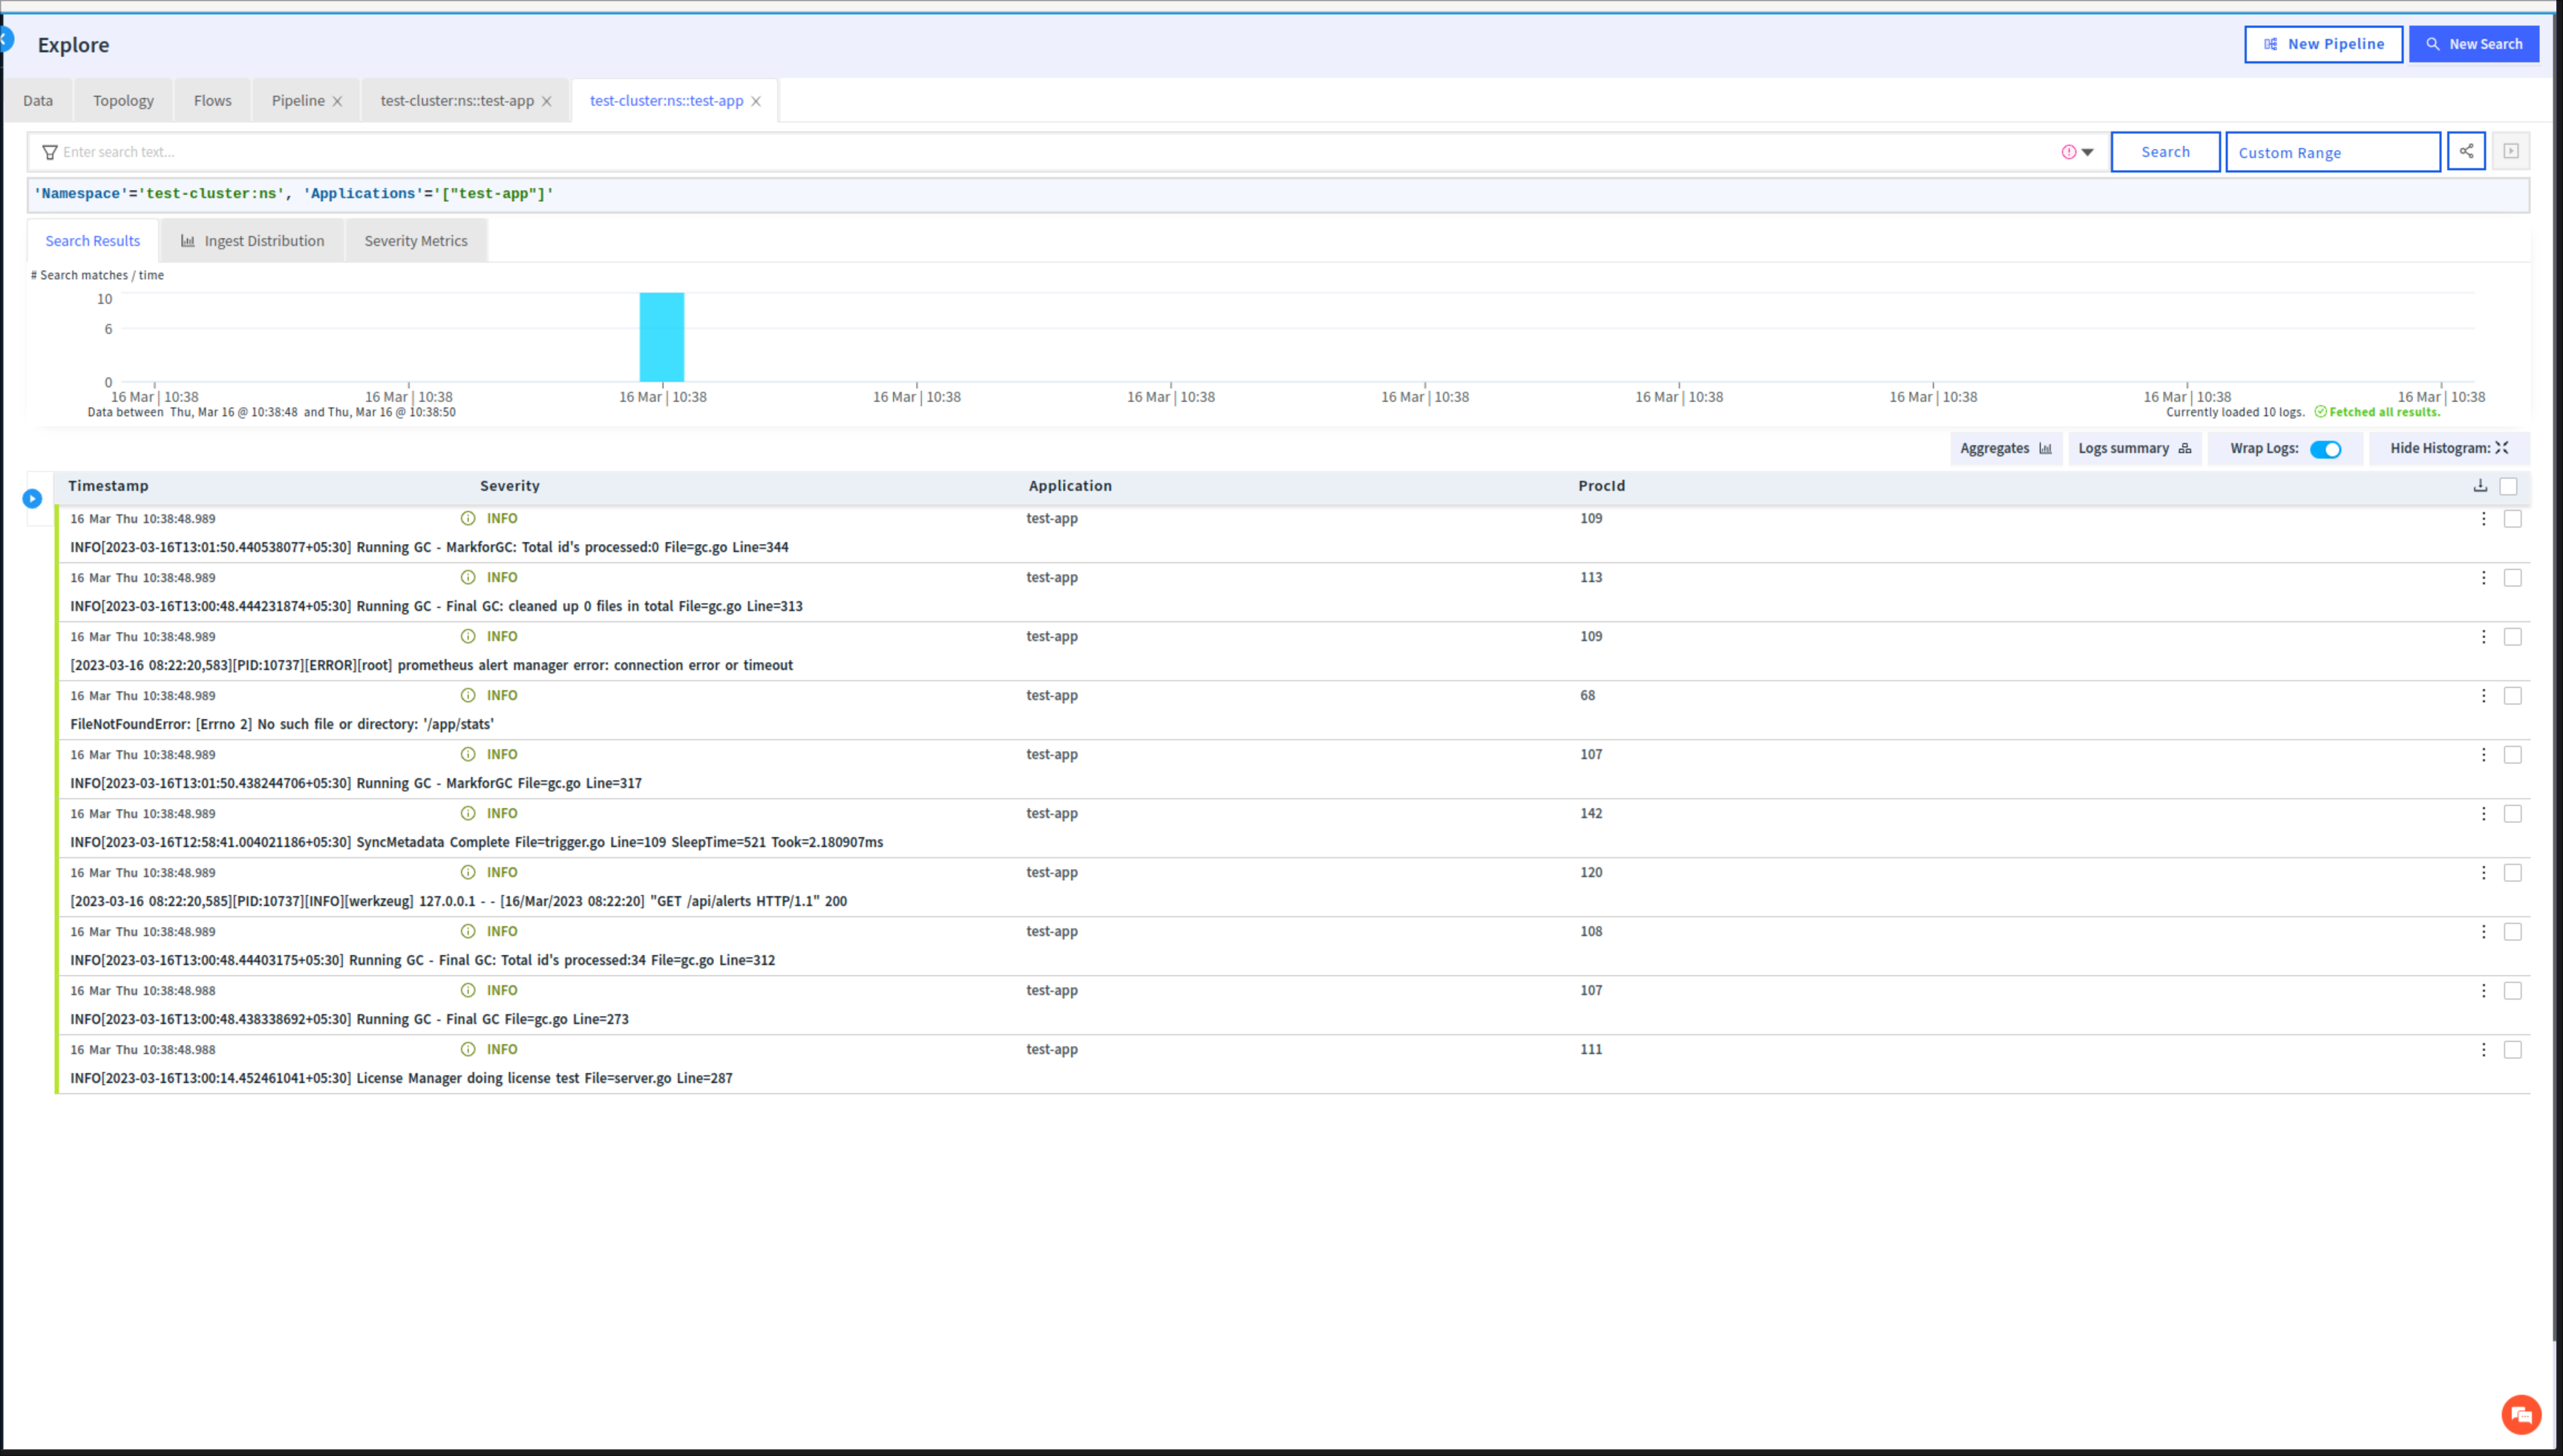 Explore
New Pipeline
New Search
Data Topology Flows Pipeline test-cluster:ns::test-app test-cluster:ns::test-app
Enter search text...
Search
Custom Range
'Namespace'='test-cluster:ns', 'Applications'='["test-app"]'
Search Results Ingest Distribution Severity Metrics
# Search matches / time
10
6
0
16 Mar | 10:38 16 Mar | 10:38 16 Mar | 10:38 16 Mar | 10:38 16 Mar | 10:38 16 Mar | 10:38 16 Mar | 10:38 16 Mar | 10:38 16 Mar | 10:38 16 Mar | 10:38
Data between Thu, Mar 16 @ 10:38:48 and Thu, Mar 16 @ 10:38:50
Currently loaded 10 logs. Fetched all results.
Aggregates Logs summary Wrap Logs: Hide Histogram:
Timestamp Severity Application ProcId
16 Mar Thu 10:38:48.989 INFO test-app 109
INFO[2023-03-16T13:01:50.440538077+05:30] Running GC - MarkforGC: Total id's processed:0 File=gc.go Line=344
16 Mar Thu 10:38:48.989 INFO test-app 113
INFO[2023-03-16T13:00:48.444231874+05:30] Running GC - Final GC: cleaned up 0 files in total File=gc.go Line=313
16 Mar Thu 10:38:48.989 INFO test-app 109
[2023-03-16 08:22:20,583][PID:10737][ERROR][root] prometheus alert manager error: connection error or timeout
16 Mar Thu 10:38:48.989 INFO test-app 68
FileNotFoundError: [Errno 2] No such file or directory: '/app/stats'
16 Mar Thu 10:38:48.989 INFO test-app 107
INFO[2023-03-16T13:01:50.438244706+05:30] Running GC - MarkforGC File=gc.go Line=317
16 Mar Thu 10:38:48.989 INFO test-app 142
INFO[2023-03-16T12:58:41.004021186+05:30] SyncMetadata Complete File=trigger.go Line=109 SleepTime=521 Took=2.180907ms
16 Mar Thu 10:38:48.989 INFO test-app 120
[2023-03-16 08:22:20,585][PID:10737][INFO][werkzeug] 127.0.0.1 - - [16/Mar/2023 08:22:20] "GET /api/alerts HTTP/1.1" 200
16 Mar Thu 10:38:48.989 INFO test-app 108
INFO[2023-03-16T13:00:48.44403175+05:30] Running GC - Final GC: Total id's processed:34 File=gc.go Line=312
16 Mar Thu 10:38:48.988 INFO test-app 107
INFO[2023-03-16T13:00:48.438338692+05:30] Running GC - Final GC File=gc.go Line=273
16 Mar Thu 10:38:48.988 INFO test-app 111
INFO[2023-03-16T13:00:14.452461041+05:30] License Manager doing license test File=server.go Line=287